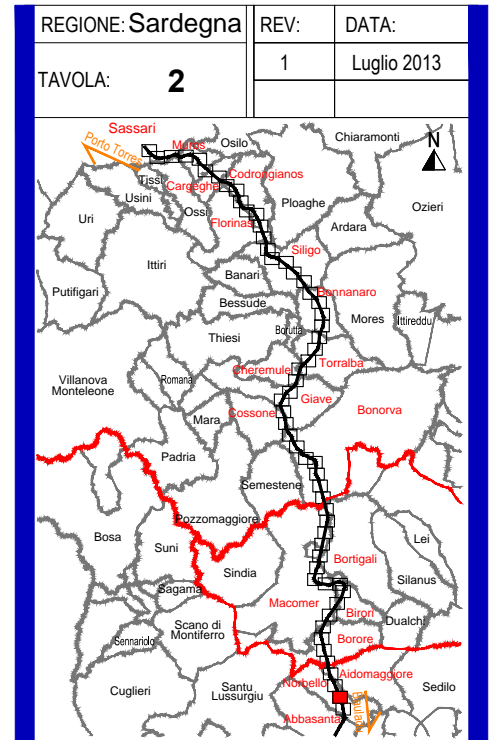 REGIONE: Sardegna
REV:
DATA:
TAVOLA: 2
1
Luglio 2013
Sassari
Porto Torres
Muros
Osilo
Chiaramonti
N
Tissi
Cargeghe
Codrongianos
Usini
Ossi
Ploaghe
Ozieri
Uri
Florinas
Ardara
Siligo
Ittiri
Banari
Putifigari
Bonnanaro
Bessude
Mores
Ittireddu
Thiesi
Borutta
Torralba
Cheremule
Villanova
Monteleone
Romana
Giave
Bonorva
Cossone
Mara
Padria
Semestene
Pozzomaggiore
Bosa
Suni
Lei
Bortigali
Sindia
Silanus
Sagama
Macomer
Birori
Dualchi
Scano di
Montiferro
Sennariolo
Borore
Aidomaggiore
Norbello
Cuglieri
Santu
Lussurgiu
Sedilo
Abbasanta